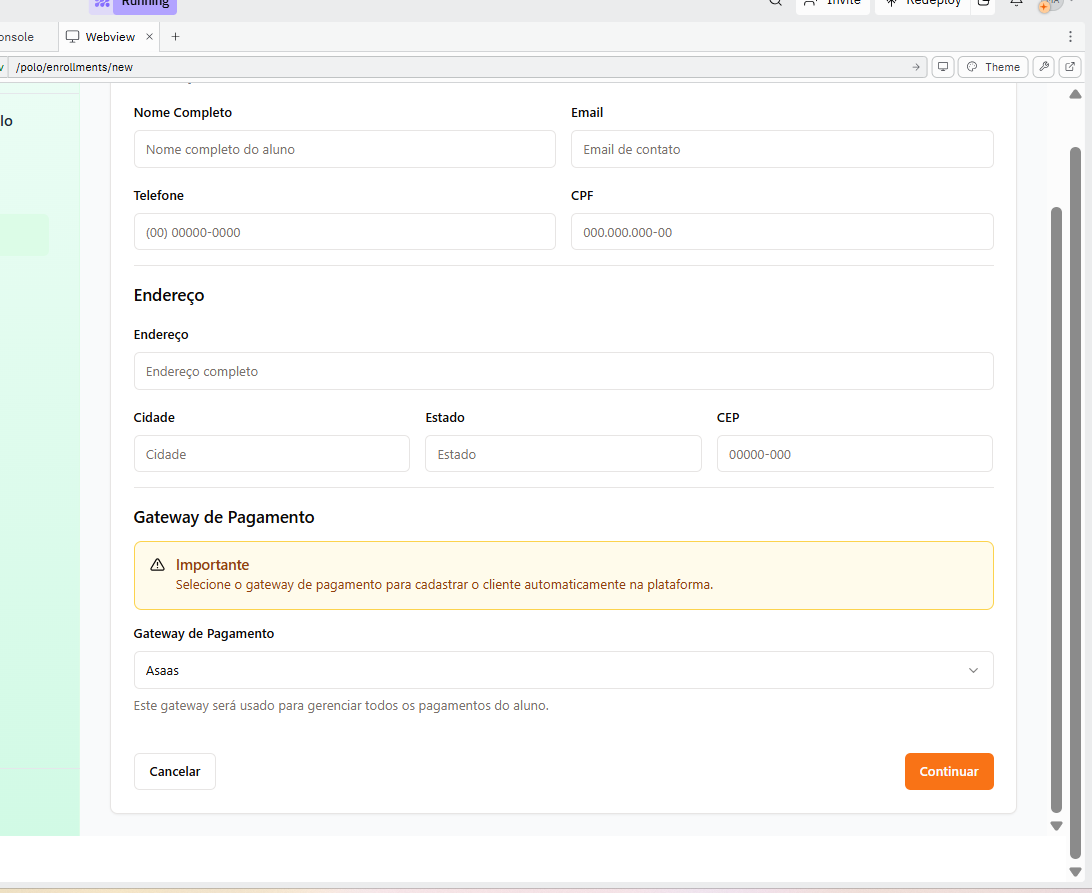 Running
Invite
Redeploy
onsole
Webview
/polo/enrollments/new
Theme
lo
Nome Completo
Email
Nome completo do aluno
Email de contato
Telefone
CPF
(00) 00000-0000
000.000.000-00
Endereço
Endereço
Endereço completo
Cidade
Estado
CEP
Cidade
Estado
00000-000
Gateway de Pagamento
Importante
Selecione o gateway de pagamento para cadastrar o cliente automaticamente na plataforma.
Gateway de Pagamento
Asaas
Este gateway será usado para gerenciar todos os pagamentos do aluno.
Cancelar
Continuar